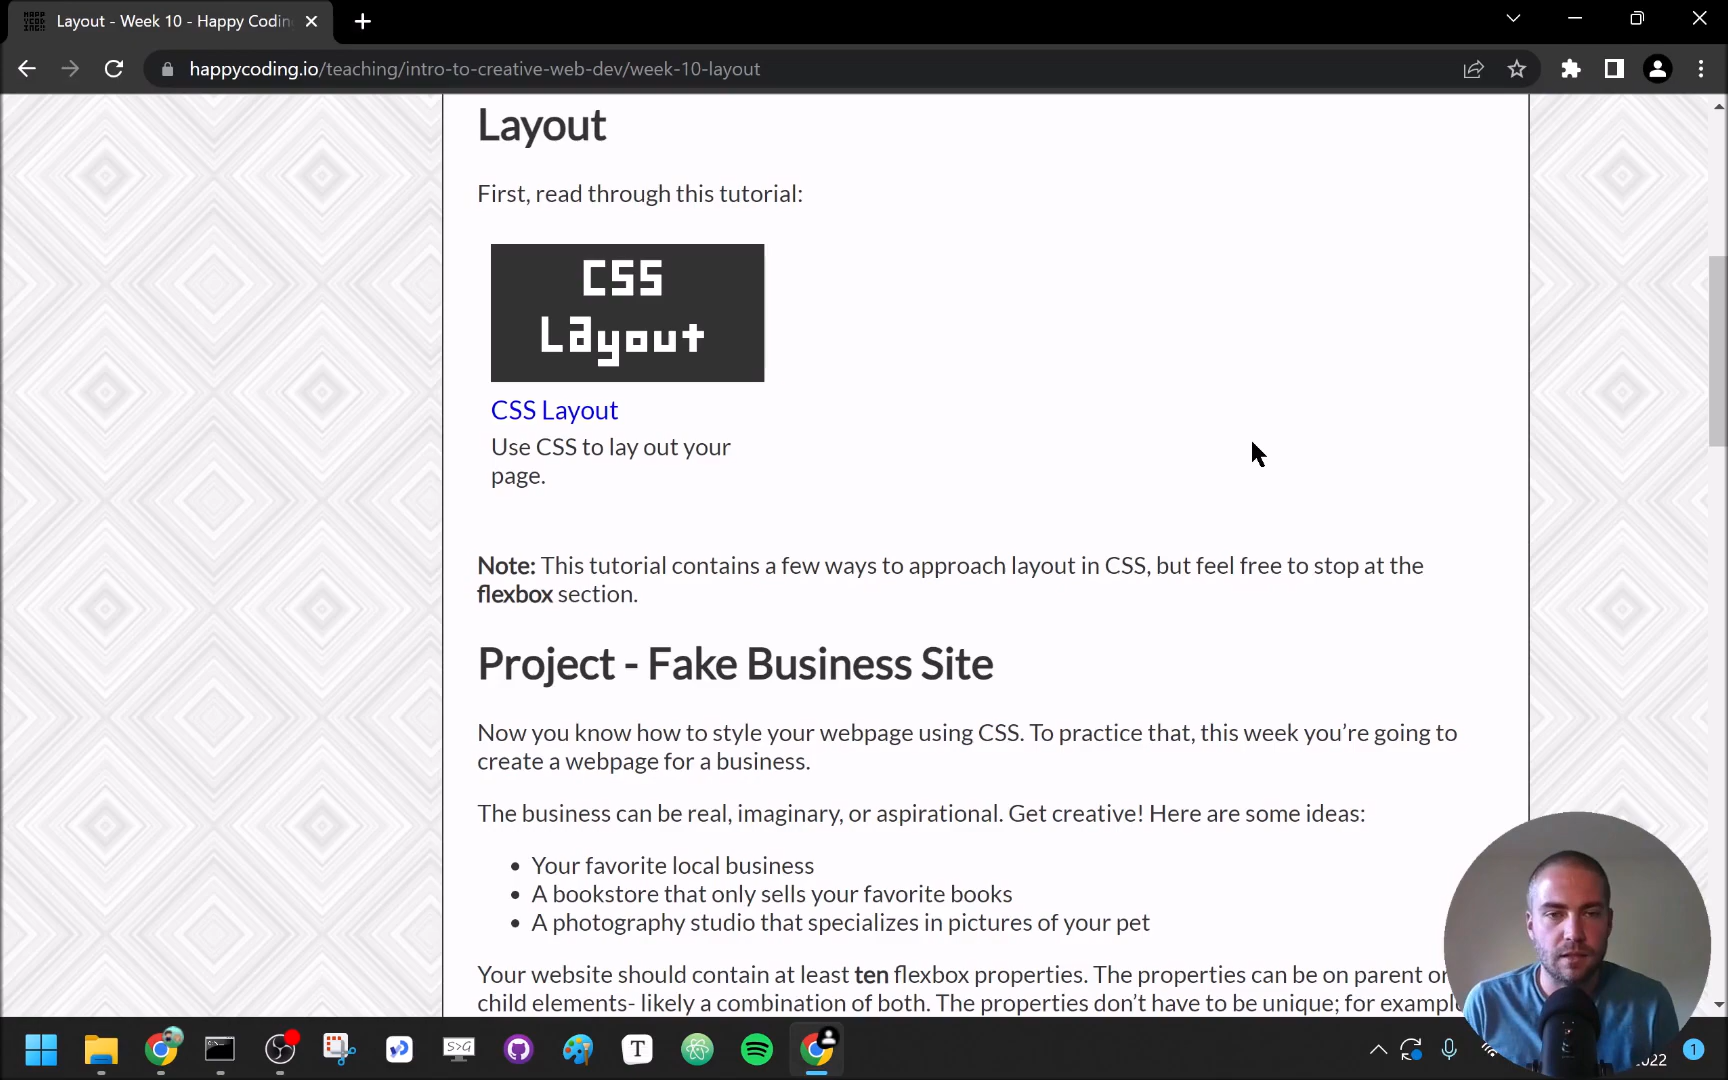 Layout - Week 10 - Happy Codin
happycoding.io/teaching/intro-to-creative-web-dev/week-10-layout
Layout
First, read through this tutorial:
CSS
Layout
CSS Layout
Use CSS to lay out your
page.
Note: This tutorial contains a few ways to approach layout in CSS, but feel free to stop at the
flexbox section.
Project - Fake Business Site
Now you know how to style your webpage using CSS. To practice that, this week you’re going to
create a webpage for a business.
The business can be real, imaginary, or aspirational. Get creative! Here are some ideas:
• Your favorite local business
• A bookstore that only sells your favorite books
• A photography studio that specializes in pictures of your pet
Your website should contain at least ten flexbox properties. The properties can be on parent or
child elements- likely a combination of both. The properties don’t have to be unique; for example
S>G
T
1